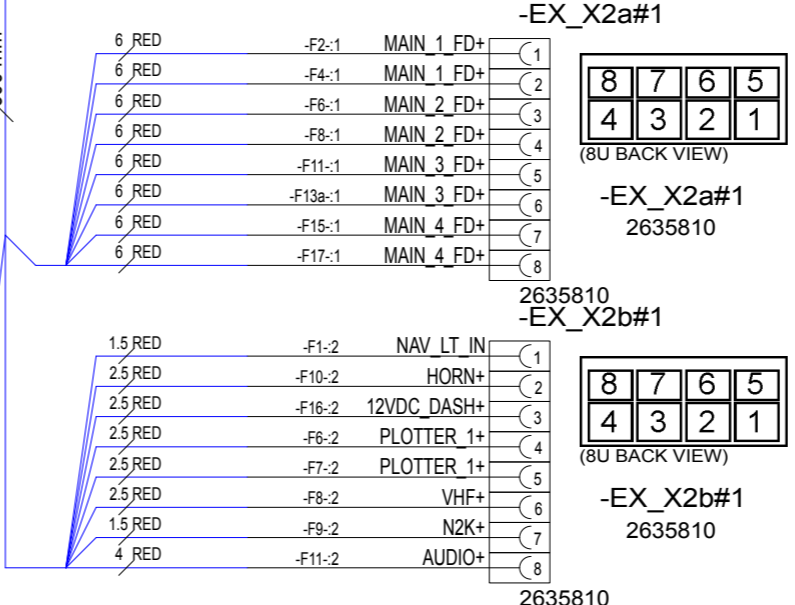 -EX_X2a#1
6 RED -F2-:1 MAIN_1_FD+ 1
6 RED -F4-:1 MAIN_1_FD+ 2
6 RED -F6-:1 MAIN_2_FD+ 3
6 RED -F8-:1 MAIN_2_FD+ 4
6 RED -F11-:1 MAIN_3_FD+ 5
6 RED -F13a-:1 MAIN_3_FD+ 6
6 RED -F15-:1 MAIN_4_FD+ 7
6 RED -F17-:1 MAIN_4_FD+ 8
2635810
8 7 6 5
4 3 2 1
(8U BACK VIEW)
-EX_X2a#1
2635810
-EX_X2b#1
1.5 RED -F1-:2 NAV_LT_IN 1
2.5 RED -F10-:2 HORN+ 2
2.5 RED -F16-:2 12VDC_DASH+ 3
2.5 RED -F6-:2 PLOTTER_1+ 4
2.5 RED -F7-:2 PLOTTER_1+ 5
2.5 RED -F8-:2 VHF+ 6
1.5 RED -F9-:2 N2K+ 7
4 RED -F11-:2 AUDIO+ 8
2635810
8 7 6 5
4 3 2 1
(8U BACK VIEW)
-EX_X2b#1
2635810